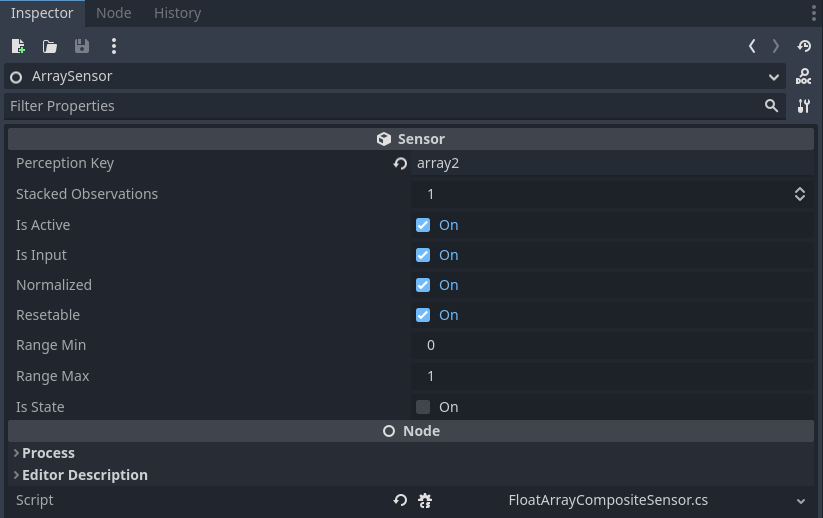 Inspector Node History
ArraySensor
DOC
Filter Properties
Sensor
Perception Key array2
Stacked Observations 1
Is Active On
Is Input On
Normalized On
Resetable On
Range Min 0
Range Max 1
Is State On
Node
Process
Editor Description
Script CS FloatArrayCompositeSensor.cs